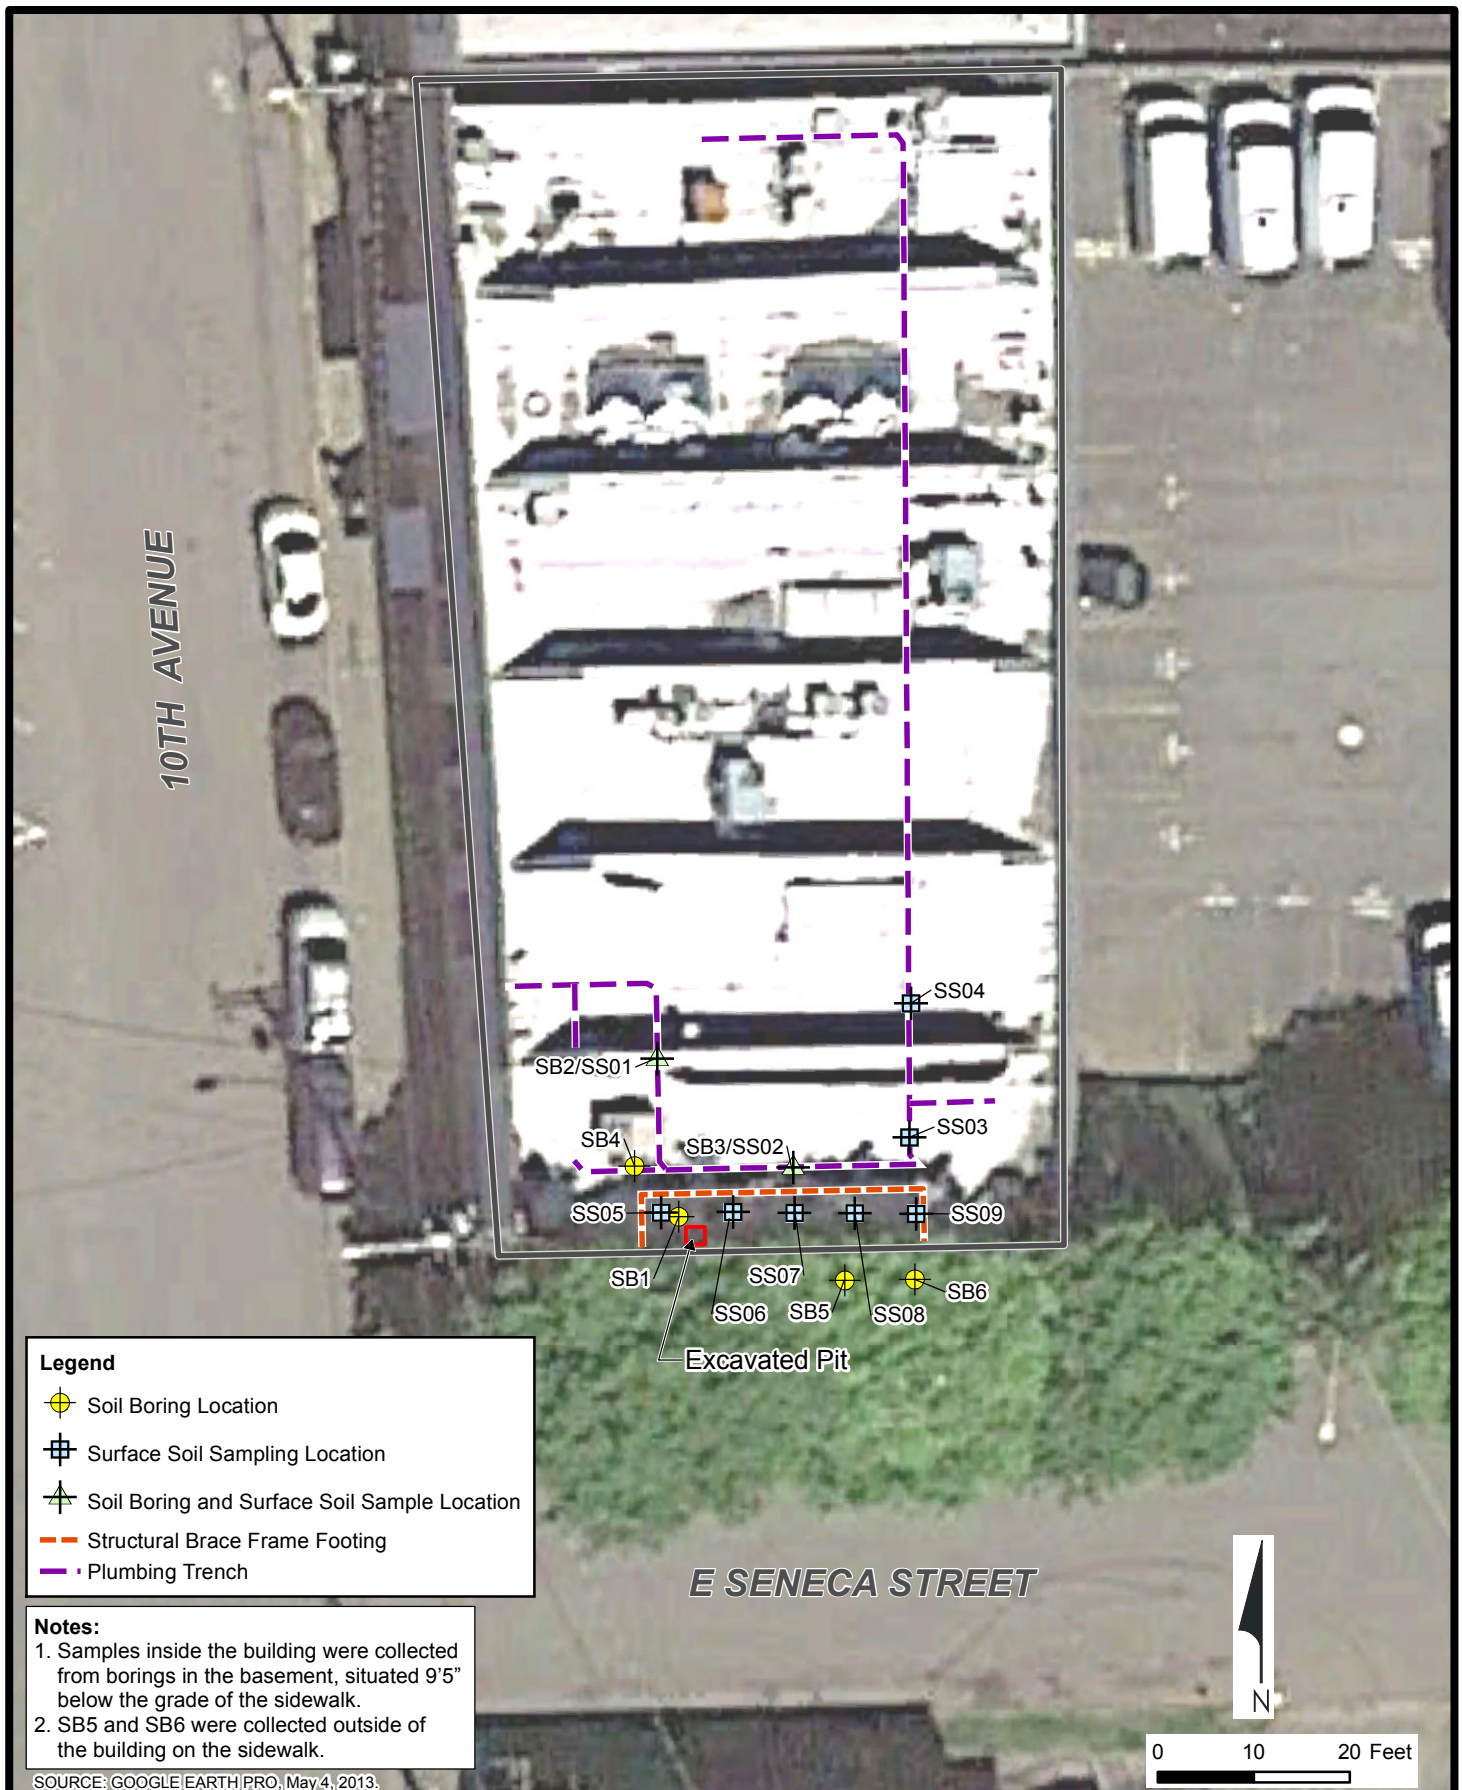 10TH AVENUE
SS04
SB2/SS01
SS03
SB4
SB3/SS02
SS05
SS09
SB1
SS07
SB6
SS06
SB5
SS08
Excavated Pit
Legend
Soil Boring Location
Surface Soil Sampling Location
Soil Boring and Surface Soil Sample Location
Structural Brace Frame Footing
Plumbing Trench
E SENECA STREET
Notes:
1. Samples inside the building were collected
from borings in the basement, situated 9’5”
below the grade of the sidewalk.
2. SB5 and SB6 were collected outside of
the building on the sidewalk.
SOURCE: GOOGLE EARTH PRO, May 4, 2013.
N
0 10 20 Feet